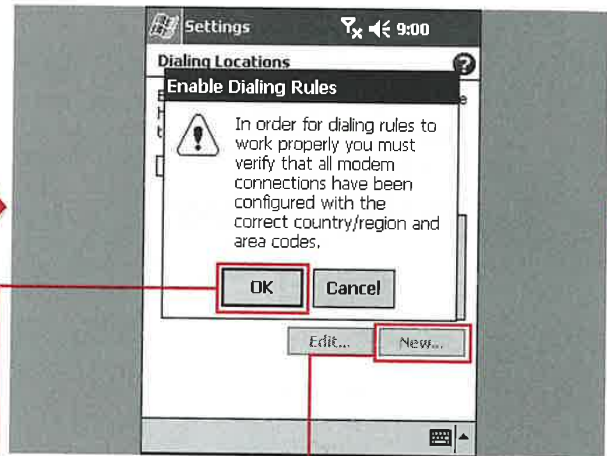 Settings 9:00
Dialing Locations
Enable Dialing Rules
In order for dialing rules to
work properly you must
verify that all modem
connections have been
configured with the
correct country/region and
area codes.
OK Cancel
Edit... New...